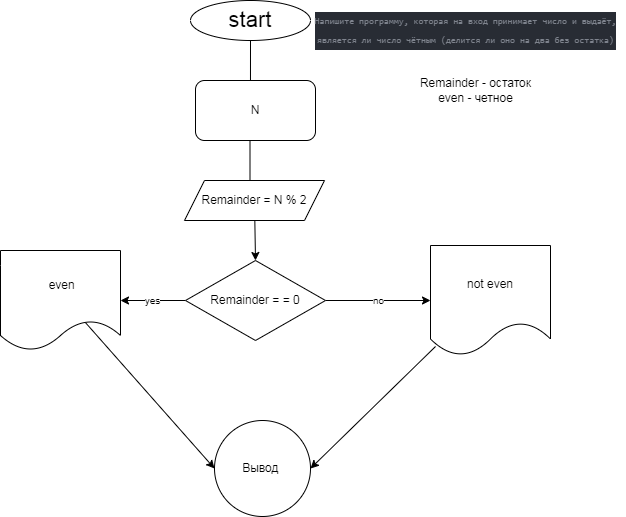 start
Напишите программу, которая на вход принимает число и выдаёт,
является ли число чётным (делится ли оно на два без остатка)
Remainder - остаток
even - четное
N
Remainder = N % 2
even
yes
Remainder = = 0
no
not even
Вывод